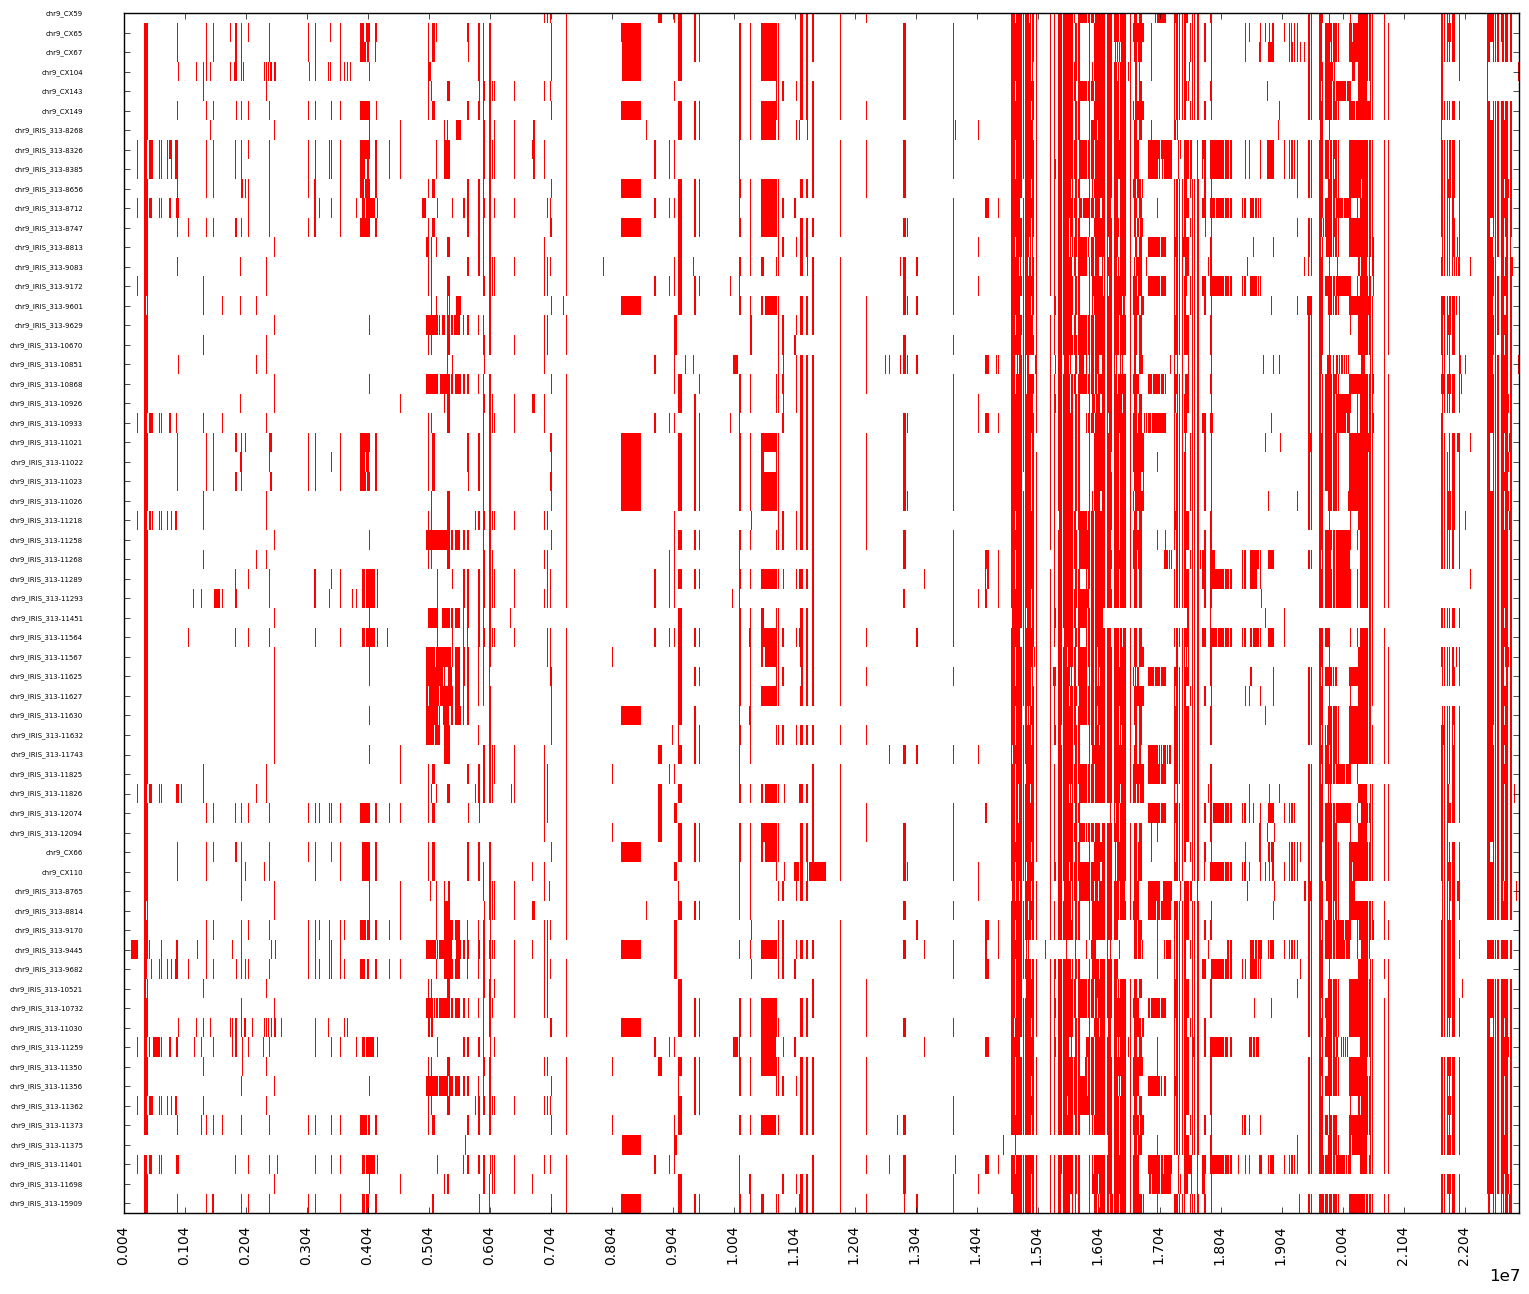 chr9_CX59
chr9_CX65
chr9_CX67
chr9_CX104
chr9_CX143
chr9_CX149
chr9_IRIS_313-8268
chr9_IRIS_313-8326
chr9_IRIS_313-8385
chr9_IRIS_313-8656
chr9_IRIS_313-8712
chr9_IRIS_313-8747
chr9_IRIS_313-8813
chr9_IRIS_313-9083
chr9_IRIS_313-9172
chr9_IRIS_313-9601
chr9_IRIS_313-9629
chr9_IRIS_313-10670
chr9_IRIS_313-10851
chr9_IRIS_313-10868
chr9_IRIS_313-10926
chr9_IRIS_313-10933
chr9_IRIS_313-11021
chr9_IRIS_313-11022
chr9_IRIS_313-11023
chr9_IRIS_313-11026
chr9_IRIS_313-11218
chr9_IRIS_313-11258
chr9_IRIS_313-11268
chr9_IRIS_313-11289
chr9_IRIS_313-11293
chr9_IRIS_313-11451
chr9_IRIS_313-11564
chr9_IRIS_313-11567
chr9_IRIS_313-11625
chr9_IRIS_313-11627
chr9_IRIS_313-11630
chr9_IRIS_313-11632
chr9_IRIS_313-11743
chr9_IRIS_313-11825
chr9_IRIS_313-11826
chr9_IRIS_313-12074
chr9_IRIS_313-12094
chr9_CX66
chr9_CX110
chr9_IRIS_313-8765
chr9_IRIS_313-8814
chr9_IRIS_313-9170
chr9_IRIS_313-9445
chr9_IRIS_313-9682
chr9_IRIS_313-10521
chr9_IRIS_313-10732
chr9_IRIS_313-11030
chr9_IRIS_313-11259
chr9_IRIS_313-11350
chr9_IRIS_313-11356
chr9_IRIS_313-11362
chr9_IRIS_313-11373
chr9_IRIS_313-11375
chr9_IRIS_313-11401
chr9_IRIS_313-11698
chr9_IRIS_313-15909
0.004 0.104 0.204 0.304 0.404 0.504 0.604 0.704 0.804 0.904 1.004 1.104 1.204 1.304 1.404 1.504 1.604 1.704 1.804 1.904 2.004 2.104 2.204
1e7